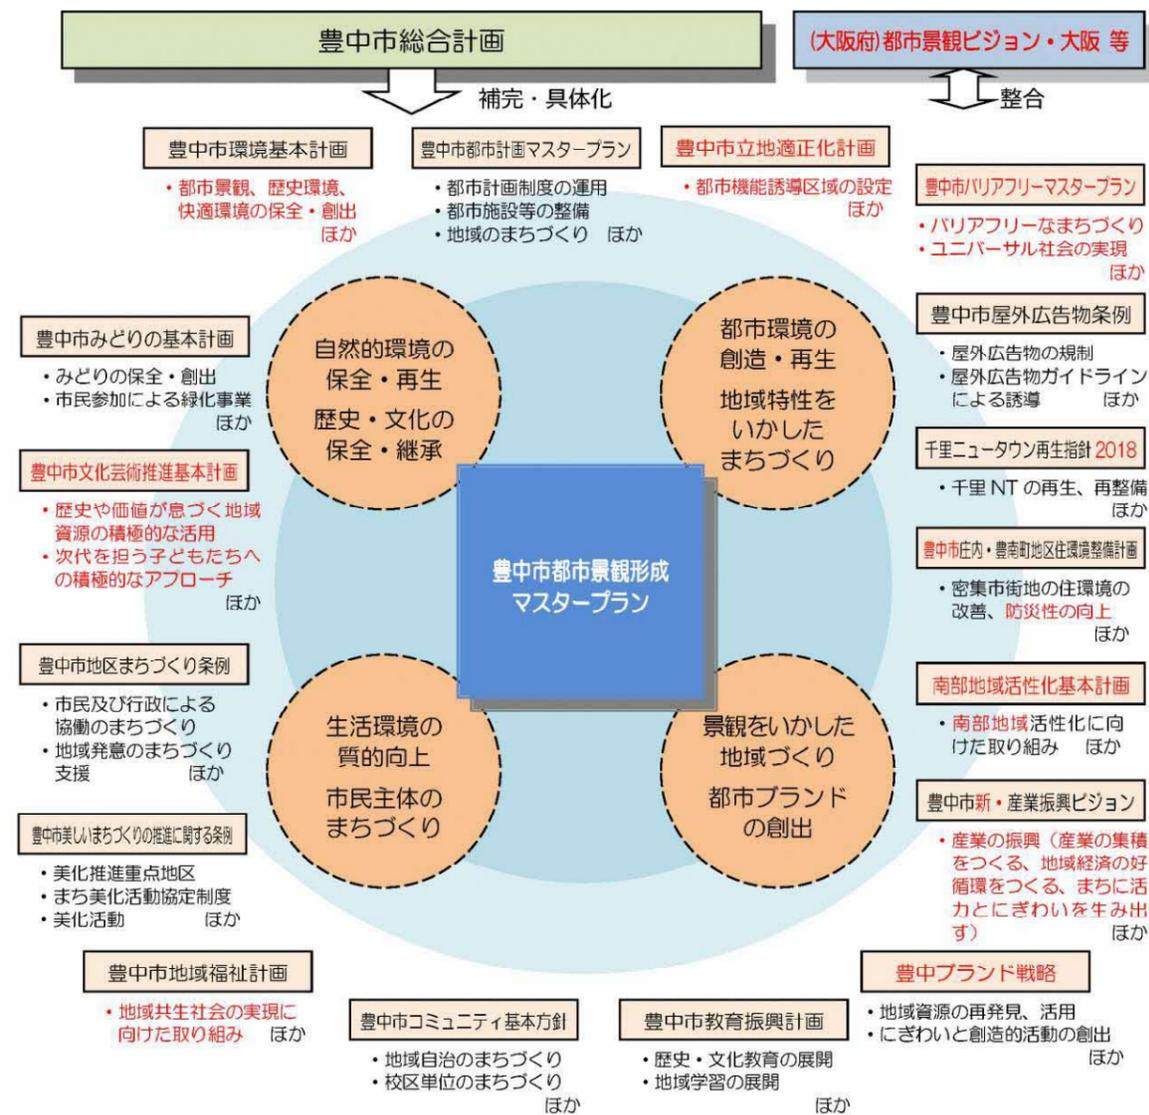 豊中市総合計画
(大阪府)都市景観ビジョン・大阪 等
補完・具体化
整合
豊中市環境基本計画
・都市景観、歴史環境、
快適環境の保全・創出
ほか
豊中市都市計画マスタープラン
・都市計画制度の運用
・都市施設等の整備
・地域のまちづくり ほか
豊中市立地適正化計画
・都市機能誘導区域の設定
ほか
豊中市バリアフリーマスタープラン
・バリアフリーなまちづくり
・ユニバーサル社会の実現
ほか
豊中市みどりの基本計画
・みどりの保全・創出
・市民参加による緑化事業
ほか
自然的環境の
保全・再生
歴史・文化の
保全・継承
都市環境の
創造・再生
地域特性を
いかした
まちづくり
豊中市屋外広告物条例
・屋外広告物の規制
・屋外広告物ガイドライン
による誘導 ほか
豊中市文化芸術推進基本計画
・歴史や価値が息づく地域
資源の積極的な活用
・次代を担う子どもたちへ
の積極的なアプローチ
ほか
千里ニュータウン再生指針 2018
・千里 NT の再生、再整備
ほか
豊中市都市景観形成
マスタープラン
豊中市庄内・豊南町地区住環境整備計画
・密集市街地の住環境の
改善、防災性の向上
ほか
豊中市地区まちづくり条例
・市民及び行政による
協働のまちづくり
・地域発意のまちづくり
支援 ほか
生活環境の
質的向上
市民主体の
まちづくり
景観をいかした
地域づくり
都市ブランド
の創出
南部地域活性化基本計画
・南部地域活性化に向
けた取り組み ほか
豊中市新・産業振興ビジョン
・産業の振興（産業の集積
をつくる、地域経済の好
循環をつくる、まちに活
力とにぎわいを生み出
す） ほか
豊中市美しいまちづくりの推進に関する条例
・美化推進重点地区
・まち美化活動協定制度
・美化活動 ほか
豊中市地域福祉計画
・地域共生社会の実現に
向けた取り組み ほか
豊中市コミュニティ基本方針
・地域自治のまちづくり
・校区単位のまちづくり
ほか
豊中市教育振興計画
・歴史・文化教育の展開
・地域学習の展開
ほか
豊中ブランド戦略
・地域資源の再発見、活用
・にぎわいと創造的活動の創出
ほか